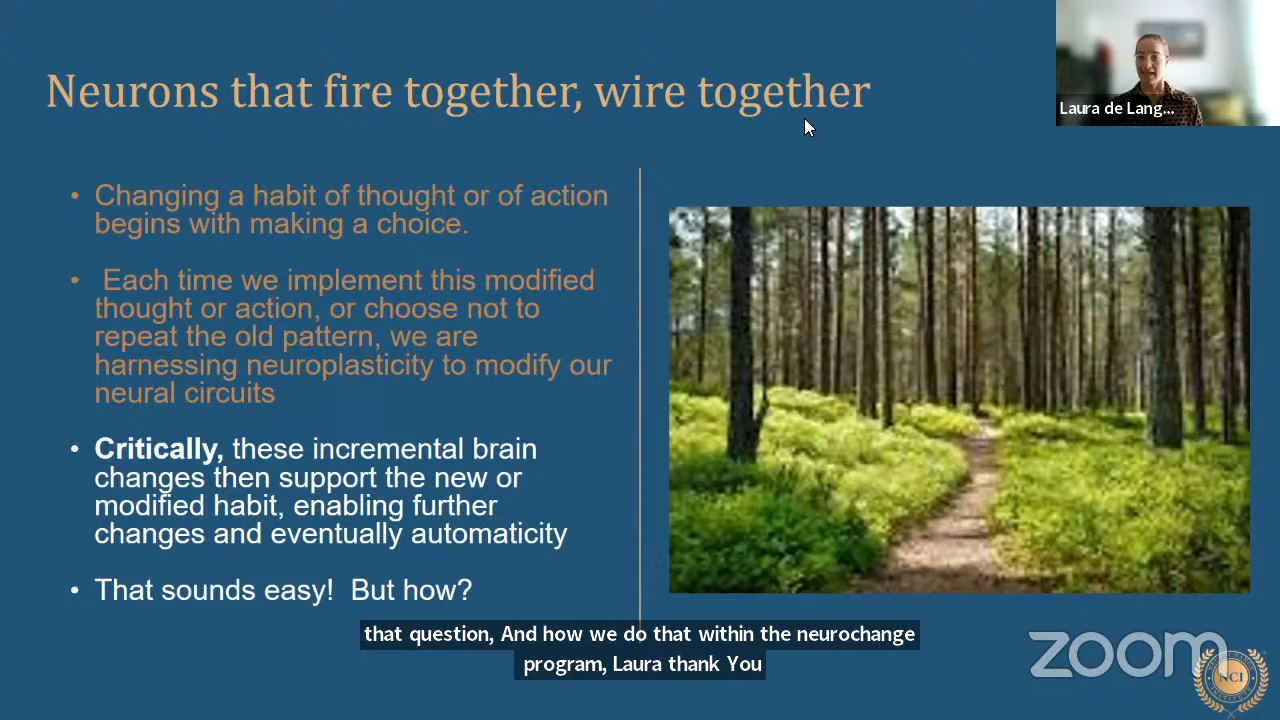 Neurons that fire together, wire together
Laura de Lang...
• Changing a habit of thought or of action
begins with making a choice.
• Each time we implement this modified
thought or action, or choose not to
repeat the old pattern, we are
harnessing neuroplasticity to modify our
neural circuits
• Critically, these incremental brain
changes then support the new or
modified habit, enabling further
changes and eventually automaticity
• That sounds easy! But how?
that question, And how we do that within the neurochange
program, Laura thank You
zoom
NCI